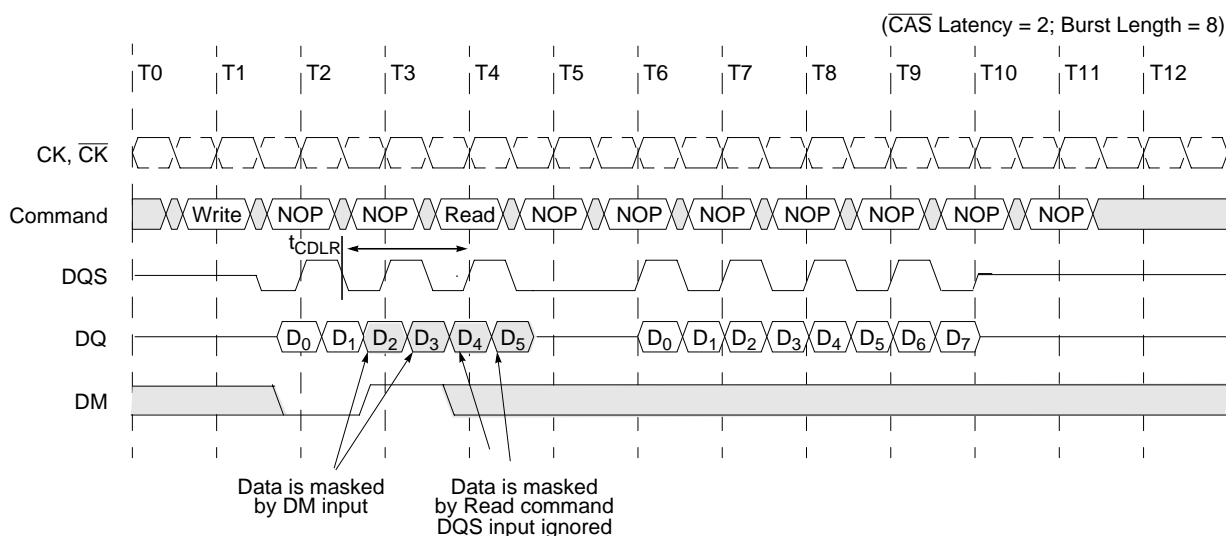 (CAS Latency = 2; Burst Length = 8)
T0 T1 T2 T3 T4 T5 T6 T7 T8 T9 T10 T11 T12
CK, CK
Command Write NOP NOP Read NOP NOP NOP NOP NOP NOP NOP
tCDLR
DQS
DQ D0 D1 D2 D3 D4 D5 D0 D1 D2 D3 D4 D5 D6 D7
DM
Data is masked
by DM input
Data is masked
by Read command
DQS input ignored